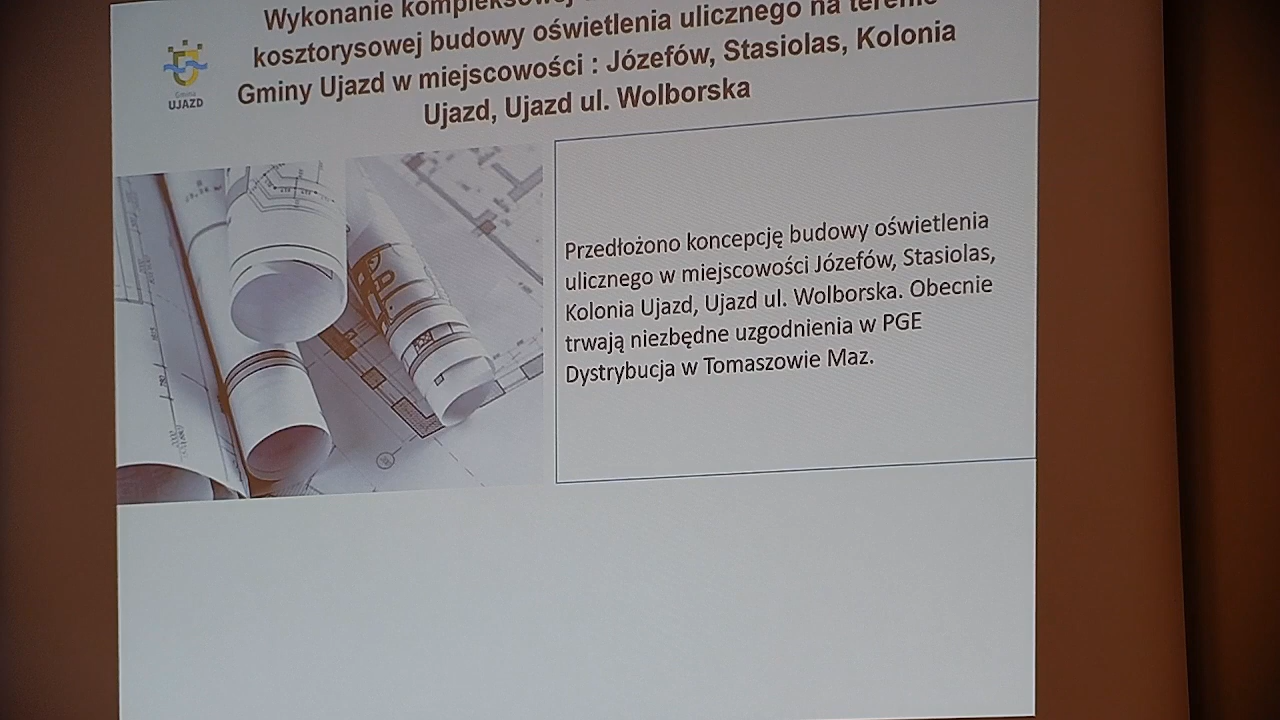 Wykonanie
kosztorysowej budowy oświetlenia ulicznego na terenie
Gminy Ujazd w miejscowości : Józefów, Stasiolas, Kolonia
Ujazd, Ujazd ul. Wolborska
Gmina
UJAZD
Przedłożono koncepcję budowy oświetlenia
ulicznego w miejscowości Józefów, Stasiolas,
Kolonia Ujazd, Ujazd ul. Wolborska. Obecnie
trwają niezbędne uzgodnienia w PGE
Dystrybucja w Tomaszowie Maz.